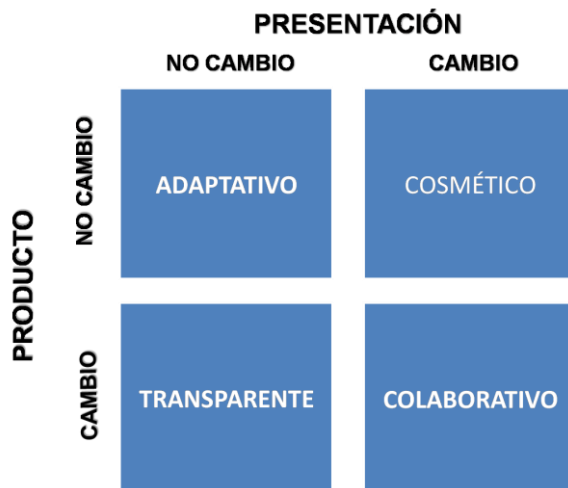 PRESENTACIÓN
NO CAMBIO CAMBIO
PRODUCTO
NO CAMBIO
ADAPTATIVO
COSMÉTICO
CAMBIO
TRANSPARENTE
COLABORATIVO